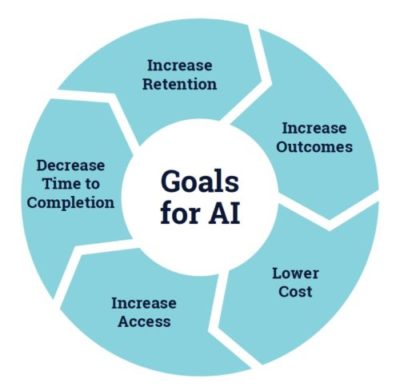 Increase
Retention
Increase
Outcomes
Lower
Cost
Increase
Access
Decrease
Time to
Completion
Goals
for AI